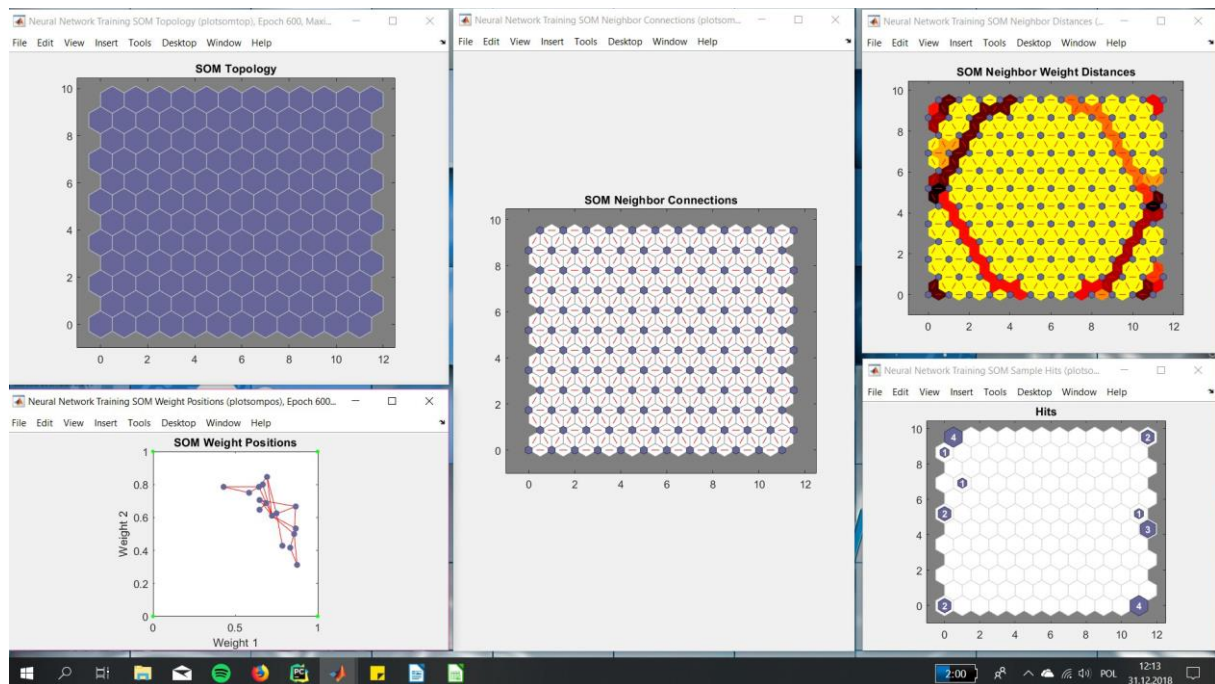 Neural Network Training SOM Topology (plotsomtop), Epoch 600, Maxi...
File Edit View Insert Tools Desktop Window Help
SOM Topology
10
8
6
4
2
0
0 2 4 6 8 10 12
Neural Network Training SOM Weight Positions (plotsompos), Epoch 600...
File Edit View Insert Tools Desktop Window Help
SOM Weight Positions
1
0.8
0.6
0.4
0.2
0
Weight 2
0 0.5 1
Weight 1
Neural Network Training SOM Neighbor Connections (plotsom...
File Edit View Insert Tools Desktop Window Help
SOM Neighbor Connections
10
8
6
4
2
0
0 2 4 6 8 10 12
Neural Network Training SOM Neighbor Distances (...
File Edit View Insert Tools Desktop Window Help
SOM Neighbor Weight Distances
10
8
6
4
2
0
0 2 4 6 8 10 12
Neural Network Training SOM Sample Hits (plotso...
File Edit View Insert Tools Desktop Window Help
Hits
10
8
6
4
2
0
4 2
1
1
2 1
3
2 4
0 2 4 6 8 10 12
PC
2:00
POL
12:13
31.12.2018